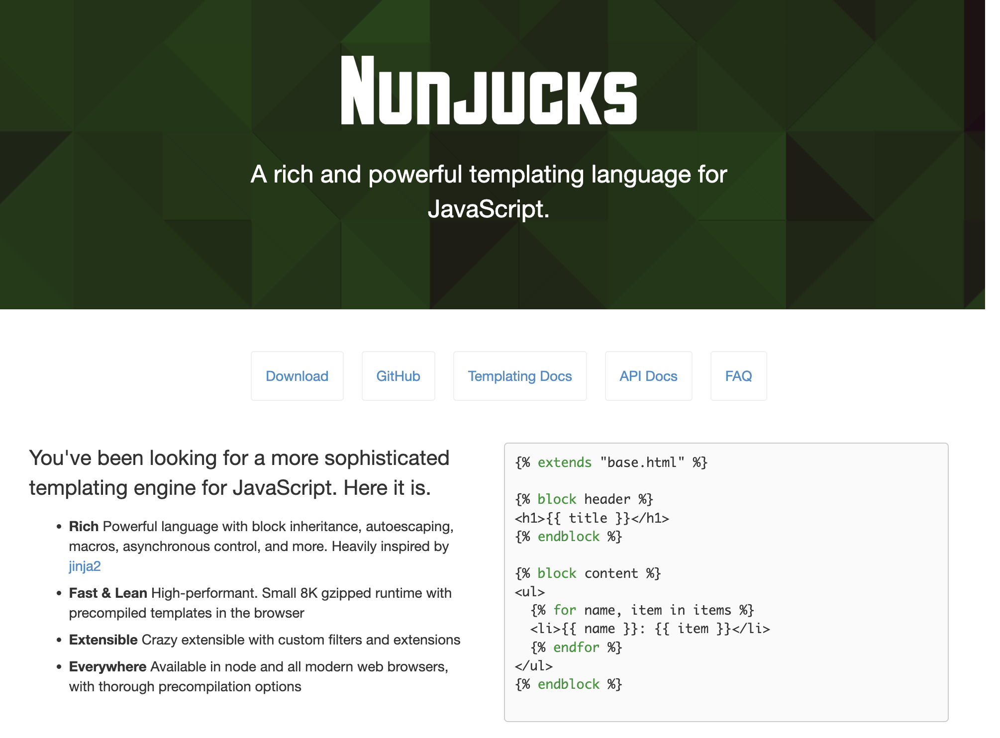 Nunjucks
A rich and powerful templating language for
JavaScript.
Download
GitHub
Templating Docs
API Docs
FAQ
You've been looking for a more sophisticated
templating engine for JavaScript. Here it is.
• Rich Powerful language with block inheritance, autoescaping,
macros, asynchronous control, and more. Heavily inspired by
jinja2
• Fast & Lean High-performant. Small 8K gzipped runtime with
precompiled templates in the browser
• Extensible Crazy extensible with custom filters and extensions
• Everywhere Available in node and all modern web browsers,
with thorough precompilation options
{% extends "base.html" %}
{% block header %}
<h1>{{ title }}</h1>
{% endblock %}
{% block content %}
<ul>
  {% for name, item in items %}
  <li>{{ name }}: {{ item }}</li>
  {% endfor %}
</ul>
{% endblock %}